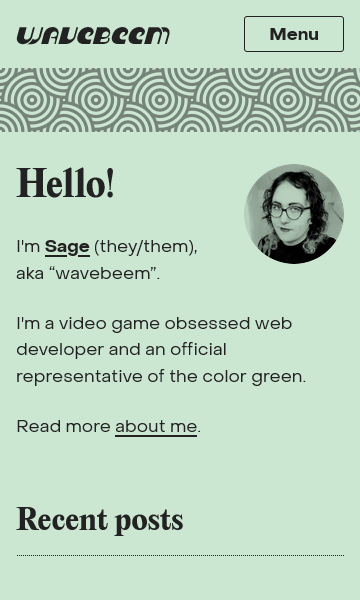 WAVEBEEM
Menu
Hello!
I'm Sage (they/them),
aka “wavebeem”.
I'm a video game obsessed web
developer and an official
representative of the color green.
Read more about me.
Recent posts